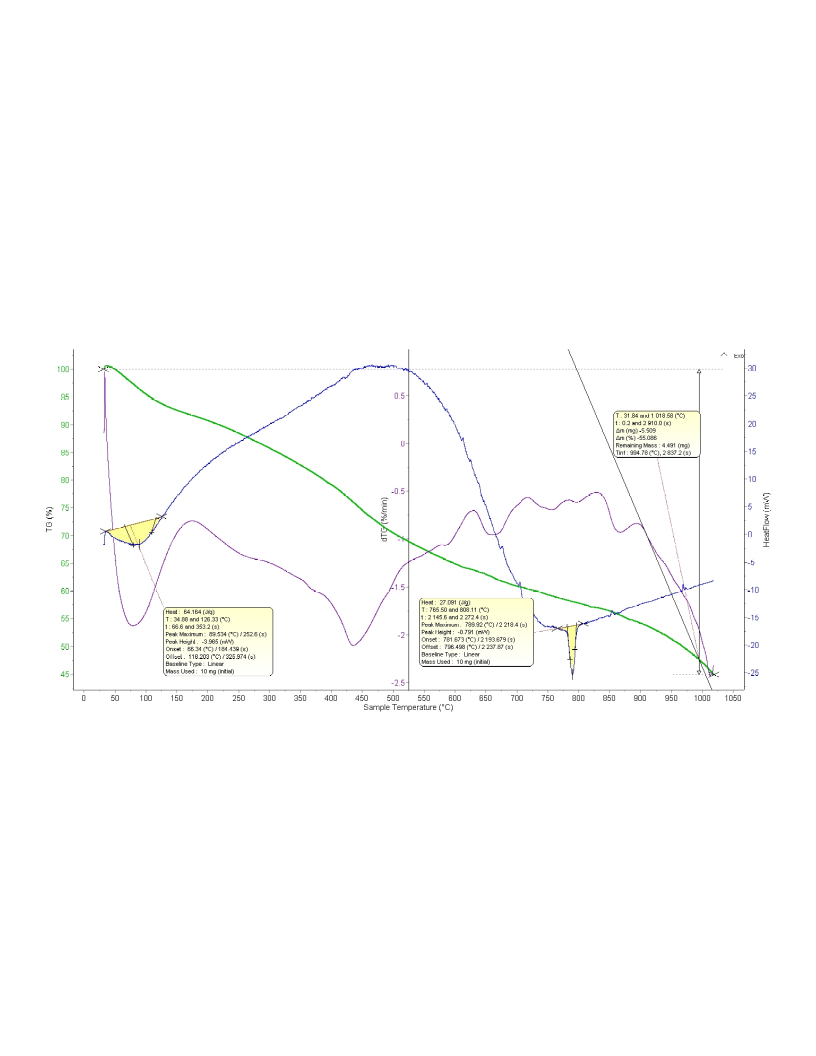 Exo
100
95
90
85
80
75
70
65
60
55
50
45
TG (%)
0.5
0
-0.5
-1
-1.5
-2
-2.5
dTG (%/min)
30
25
20
15
10
5
0
-5
-10
-15
-20
-25
HeatFlow (mW)
T : 31.84 and 1 018.58 (°C)
t : 0.2 and 2 910.0 (s)
Δm (mg) -5.509
Δm (%) -55.086
Remaining Mass : 4.491 (mg)
Tint : 994.78 (°C), 2 837.2 (s)
Heat : 64.164 (J/g)
T : 34.88 and 126.33 (°C)
t : 66.6 and 353.2 (s)
Peak Maximum : 89.534 (°C) / 252.6 (s)
Peak Height : -3.965 (mW)
Onset : 66.34 (°C) / 184.439 (s)
Offset : 118.203 (°C) / 325.974 (s)
Baseline Type : Linear
Mass Used : 10 mg (initial)
Heat : 27.091 (J/g)
T : 765.50 and 808.11 (°C)
t : 2 145.6 and 2 272.4 (s)
Peak Maximum : 789.92 (°C) / 2 218.4 (s)
Peak Height : -0.791 (mW)
Onset : 781.673 (°C) / 2 193.679 (s)
Offset : 796.498 (°C) / 2 237.87 (s)
Baseline Type : Linear
Mass Used : 10 mg (initial)
0 50 100 150 200 250 300 350 400 450 500 550 600 650 700 750 800 850 900 950 1000 1050
Sample Temperature (°C)